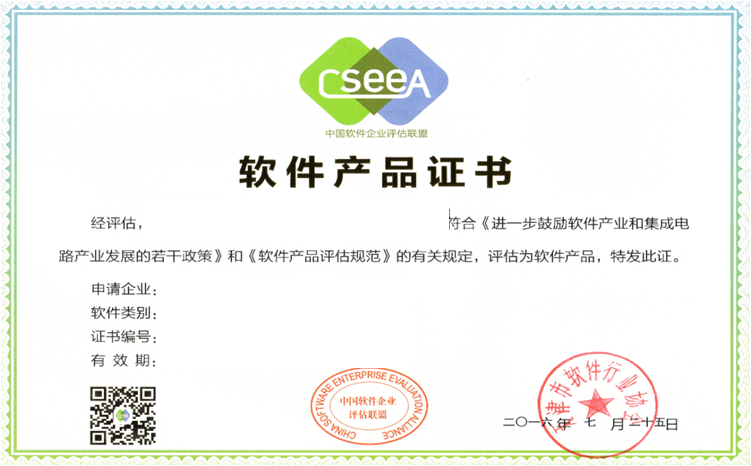 CSeeA
中国软件企业评估联盟
软件产品证书
经评估， 符合《进一步鼓励软件产业和集成电
路产业发展的若干政策》和《软件产品评估规范》的有关规定，评估为软件产品，特发此证。
申请企业：
软件类别：
证书编号：
有效期：
CHINA SOFTWARE ENTERPRISE EVALUATION ALLIANCE
中国软件企业
评估联盟
天津市软件行业协会
二〇一六年 七 月二十五日